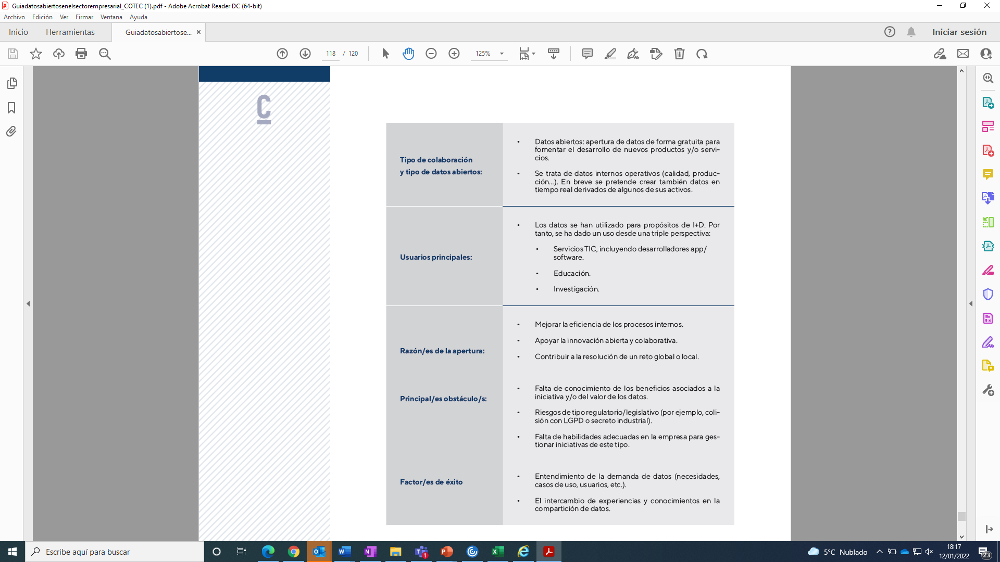 Guiadatosabiertosenelsectorempresarial_COTEC (1).pdf - Adobe Acrobat Reader DC (64-bit)
Archivo Edición Ver Firmar Ventana Ayuda
Inicio Herramientas Guiadatosabiertose... × Iniciar sesión
118 / 120 125%
C
Tipo de colaboración
y tipo de datos abiertos:
• Datos abiertos: apertura de datos de forma gratuita para
fomentar el desarrollo de nuevos productos y/o servi-
cios.
• Se trata de datos internos operativos (calidad, produc-
ción...). En breve se pretende crear también datos en
tiempo real derivados de algunos de sus activos.
Usuarios principales:
• Los datos se han utilizado para propósitos de I+D. Por
tanto, se ha dado un uso desde una triple perspectiva:
• Servicios TIC, incluyendo desarrolladores app/
software.
• Educación.
• Investigación.
Razón/es de la apertura:
• Mejorar la eficiencia de los procesos internos.
• Apoyar la innovación abierta y colaborativa.
• Contribuir a la resolución de un reto global o local.
Principal/es obstáculo/s:
• Falta de conocimiento de los beneficios asociados a la
iniciativa y/o del valor de los datos.
• Riesgos de tipo regulatorio/legislativo (por ejemplo, coli-
sión con LGPD o secreto industrial).
• Falta de habilidades adecuadas en la empresa para ges-
tionar iniciativas de este tipo.
Factor/es de éxito
• Entendimiento de la demanda de datos (necesidades,
casos de uso, usuarios, etc.).
• El intercambio de experiencias y conocimientos en la
compartición de datos.
Escribe aquí para buscar
5°C Nublado
18:17
12/01/2022
23